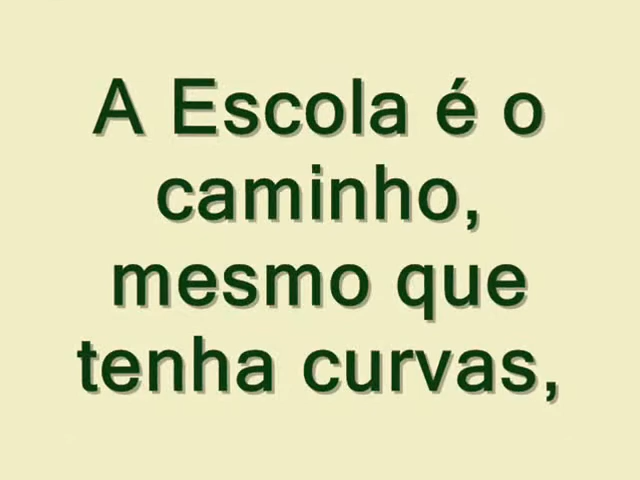 A Escola é o
caminho,
mesmo que
tenha curvas,